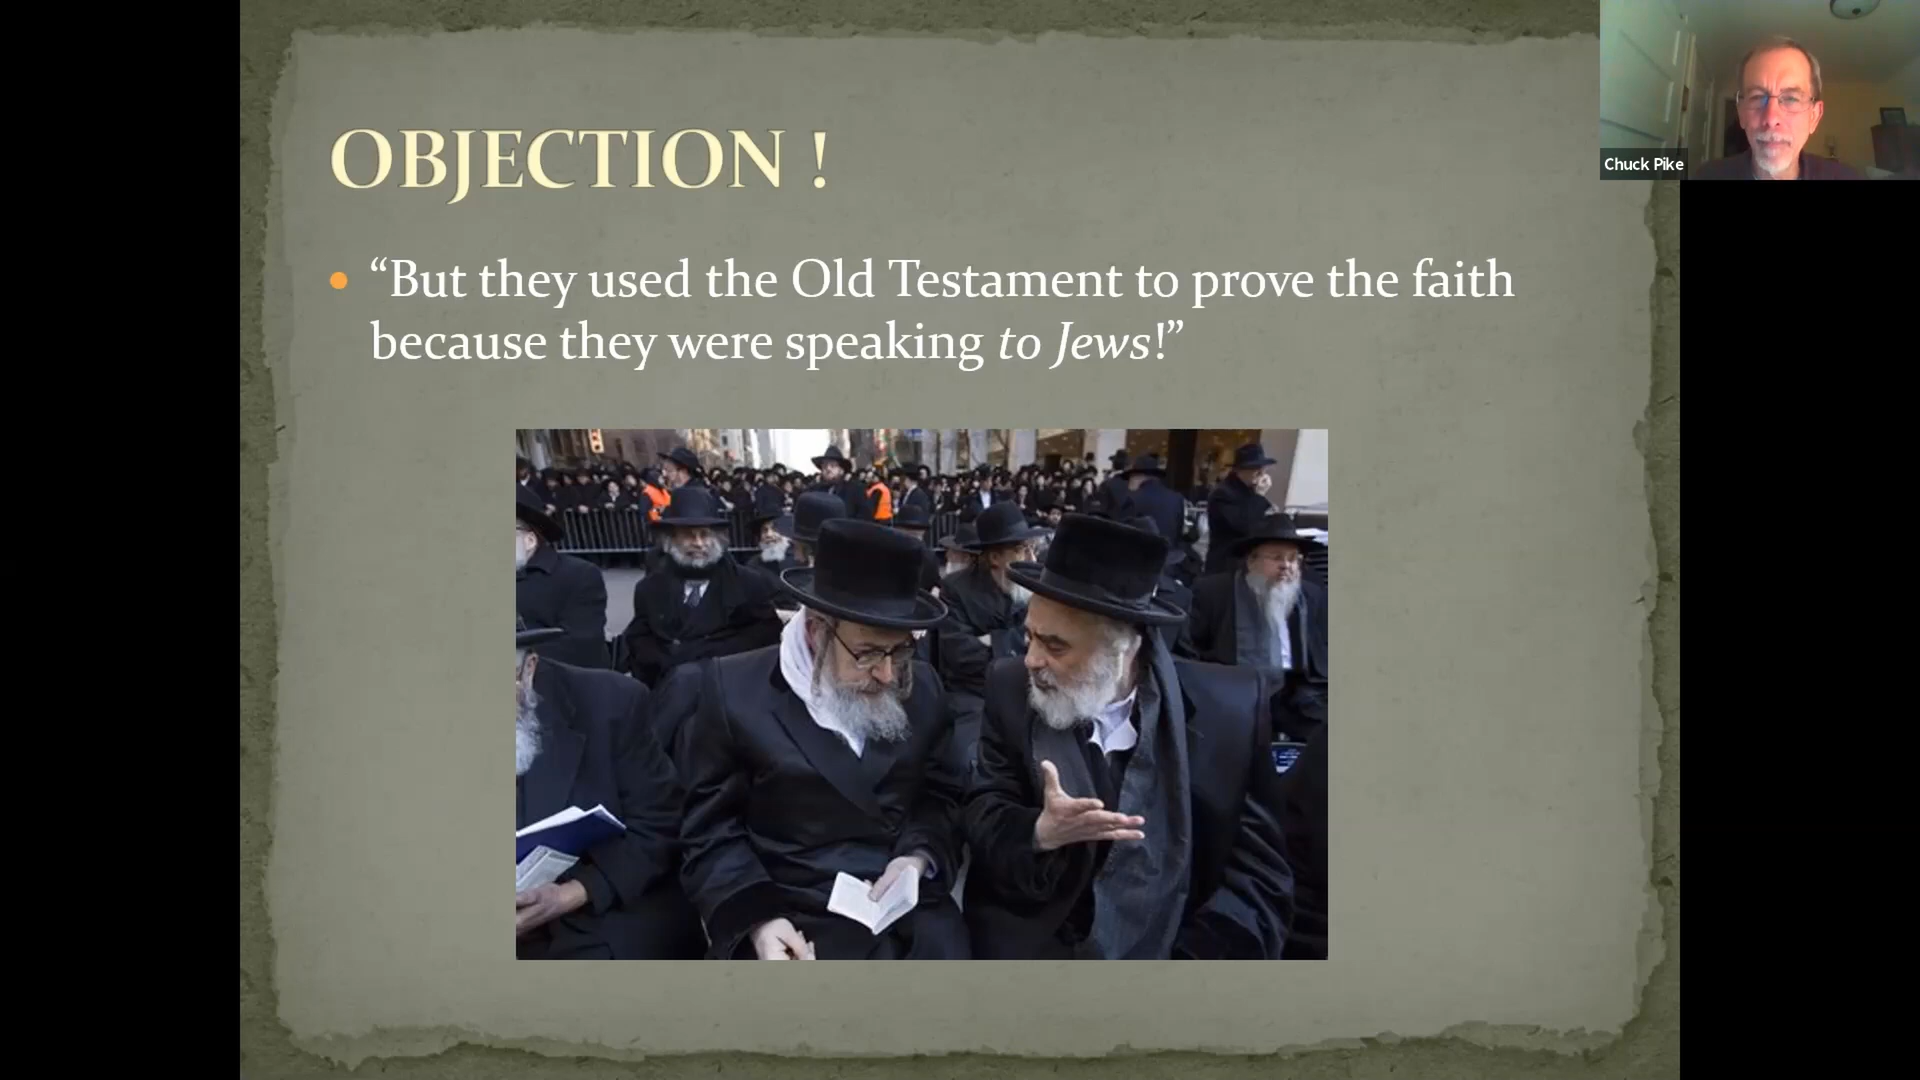 OBJECTION !
“But they used the Old Testament to prove the faith
because they were speaking to Jews!”
Chuck Pike